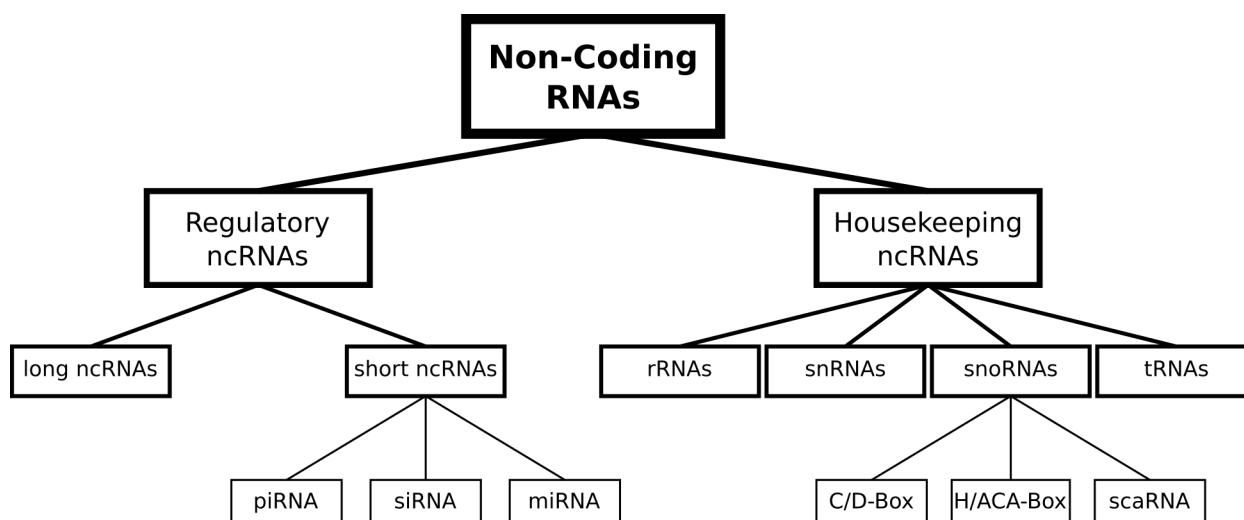 Non-Coding
RNAs
Regulatory
ncRNAs
Housekeeping
ncRNAs
long ncRNAs
short ncRNAs
rRNAs
snRNAs
snoRNAs
tRNAs
piRNA
siRNA
miRNA
C/D-Box
H/ACA-Box
scaRNA